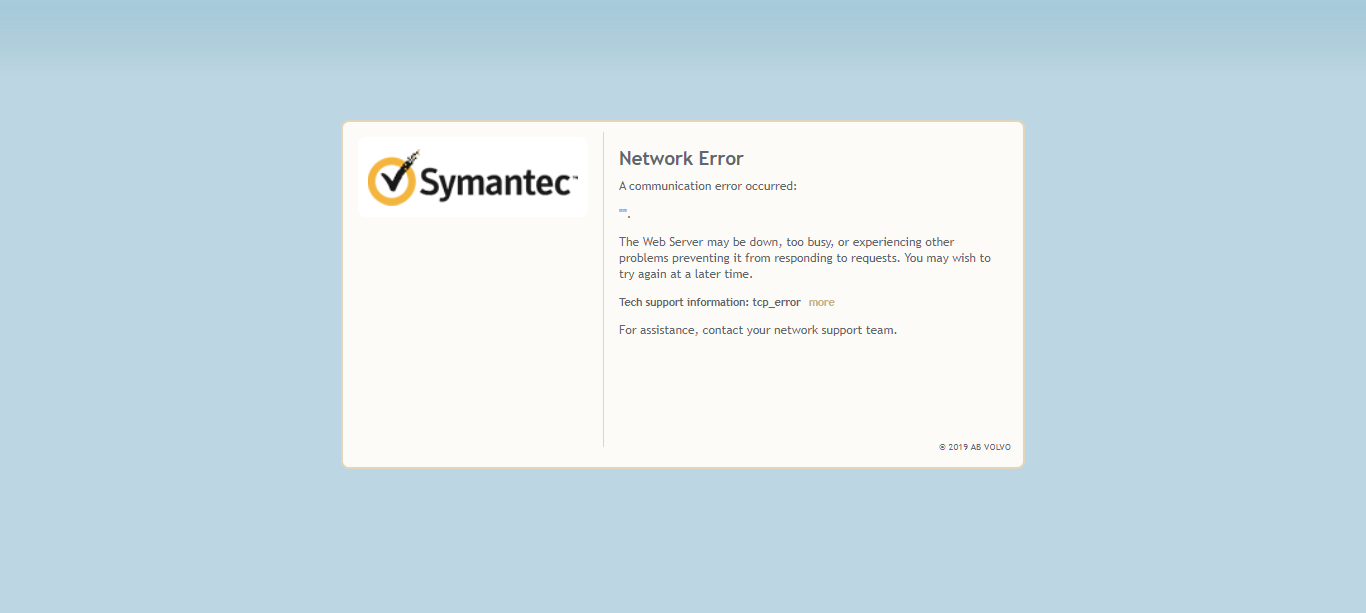 Symantec™
Network Error
A communication error occurred:
"".
The Web Server may be down, too busy, or experiencing other
problems preventing it from responding to requests. You may wish to
try again at a later time.
Tech support information: tcp_error more
For assistance, contact your network support team.
© 2019 AB VOLVO